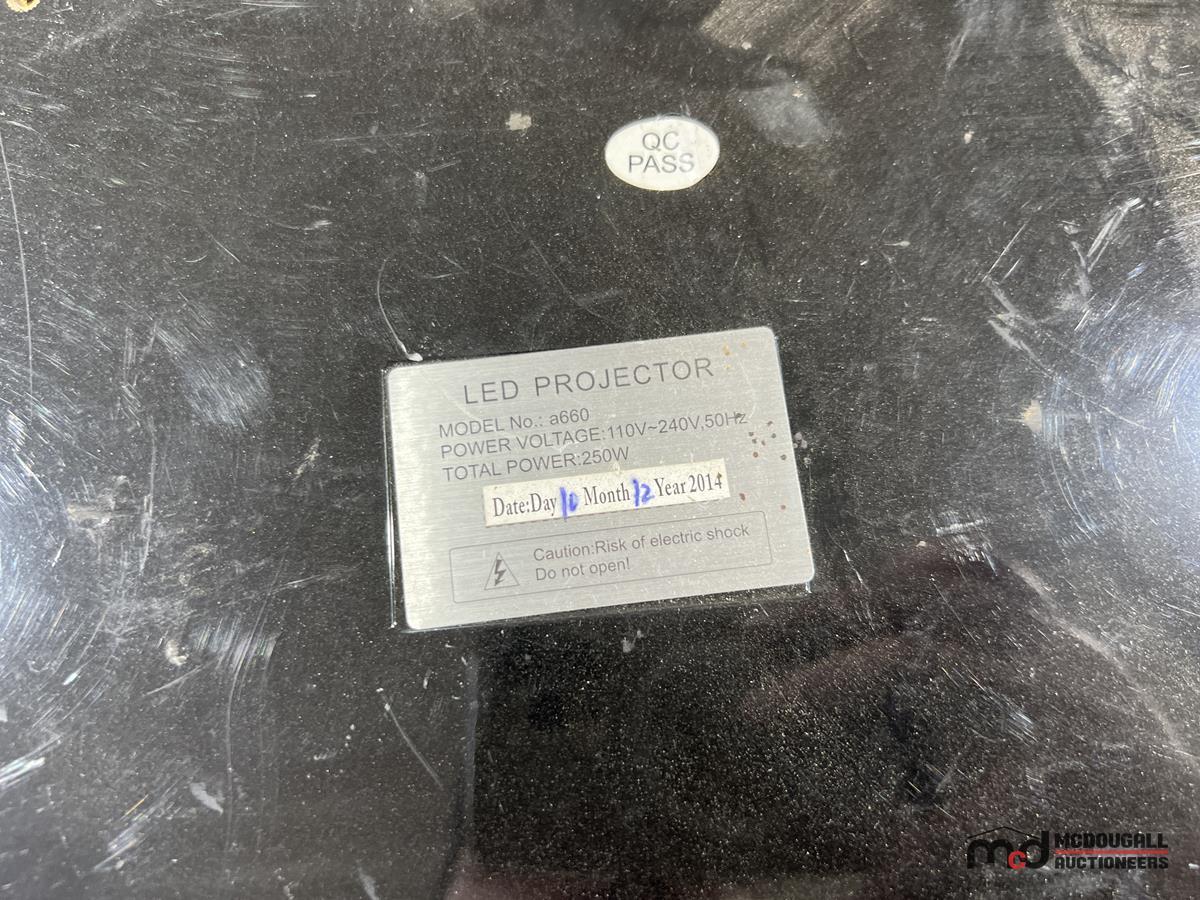 QC
PASS
LED PROJECTOR
MODEL No.: a660
POWER VOLTAGE:110V~240V,50Hz
TOTAL POWER:250W
Date:Day 10 Month 12 Year 2014
Caution:Risk of electric shock
Do not open!
mcd MCDOUGALL
AUCTIONEERS